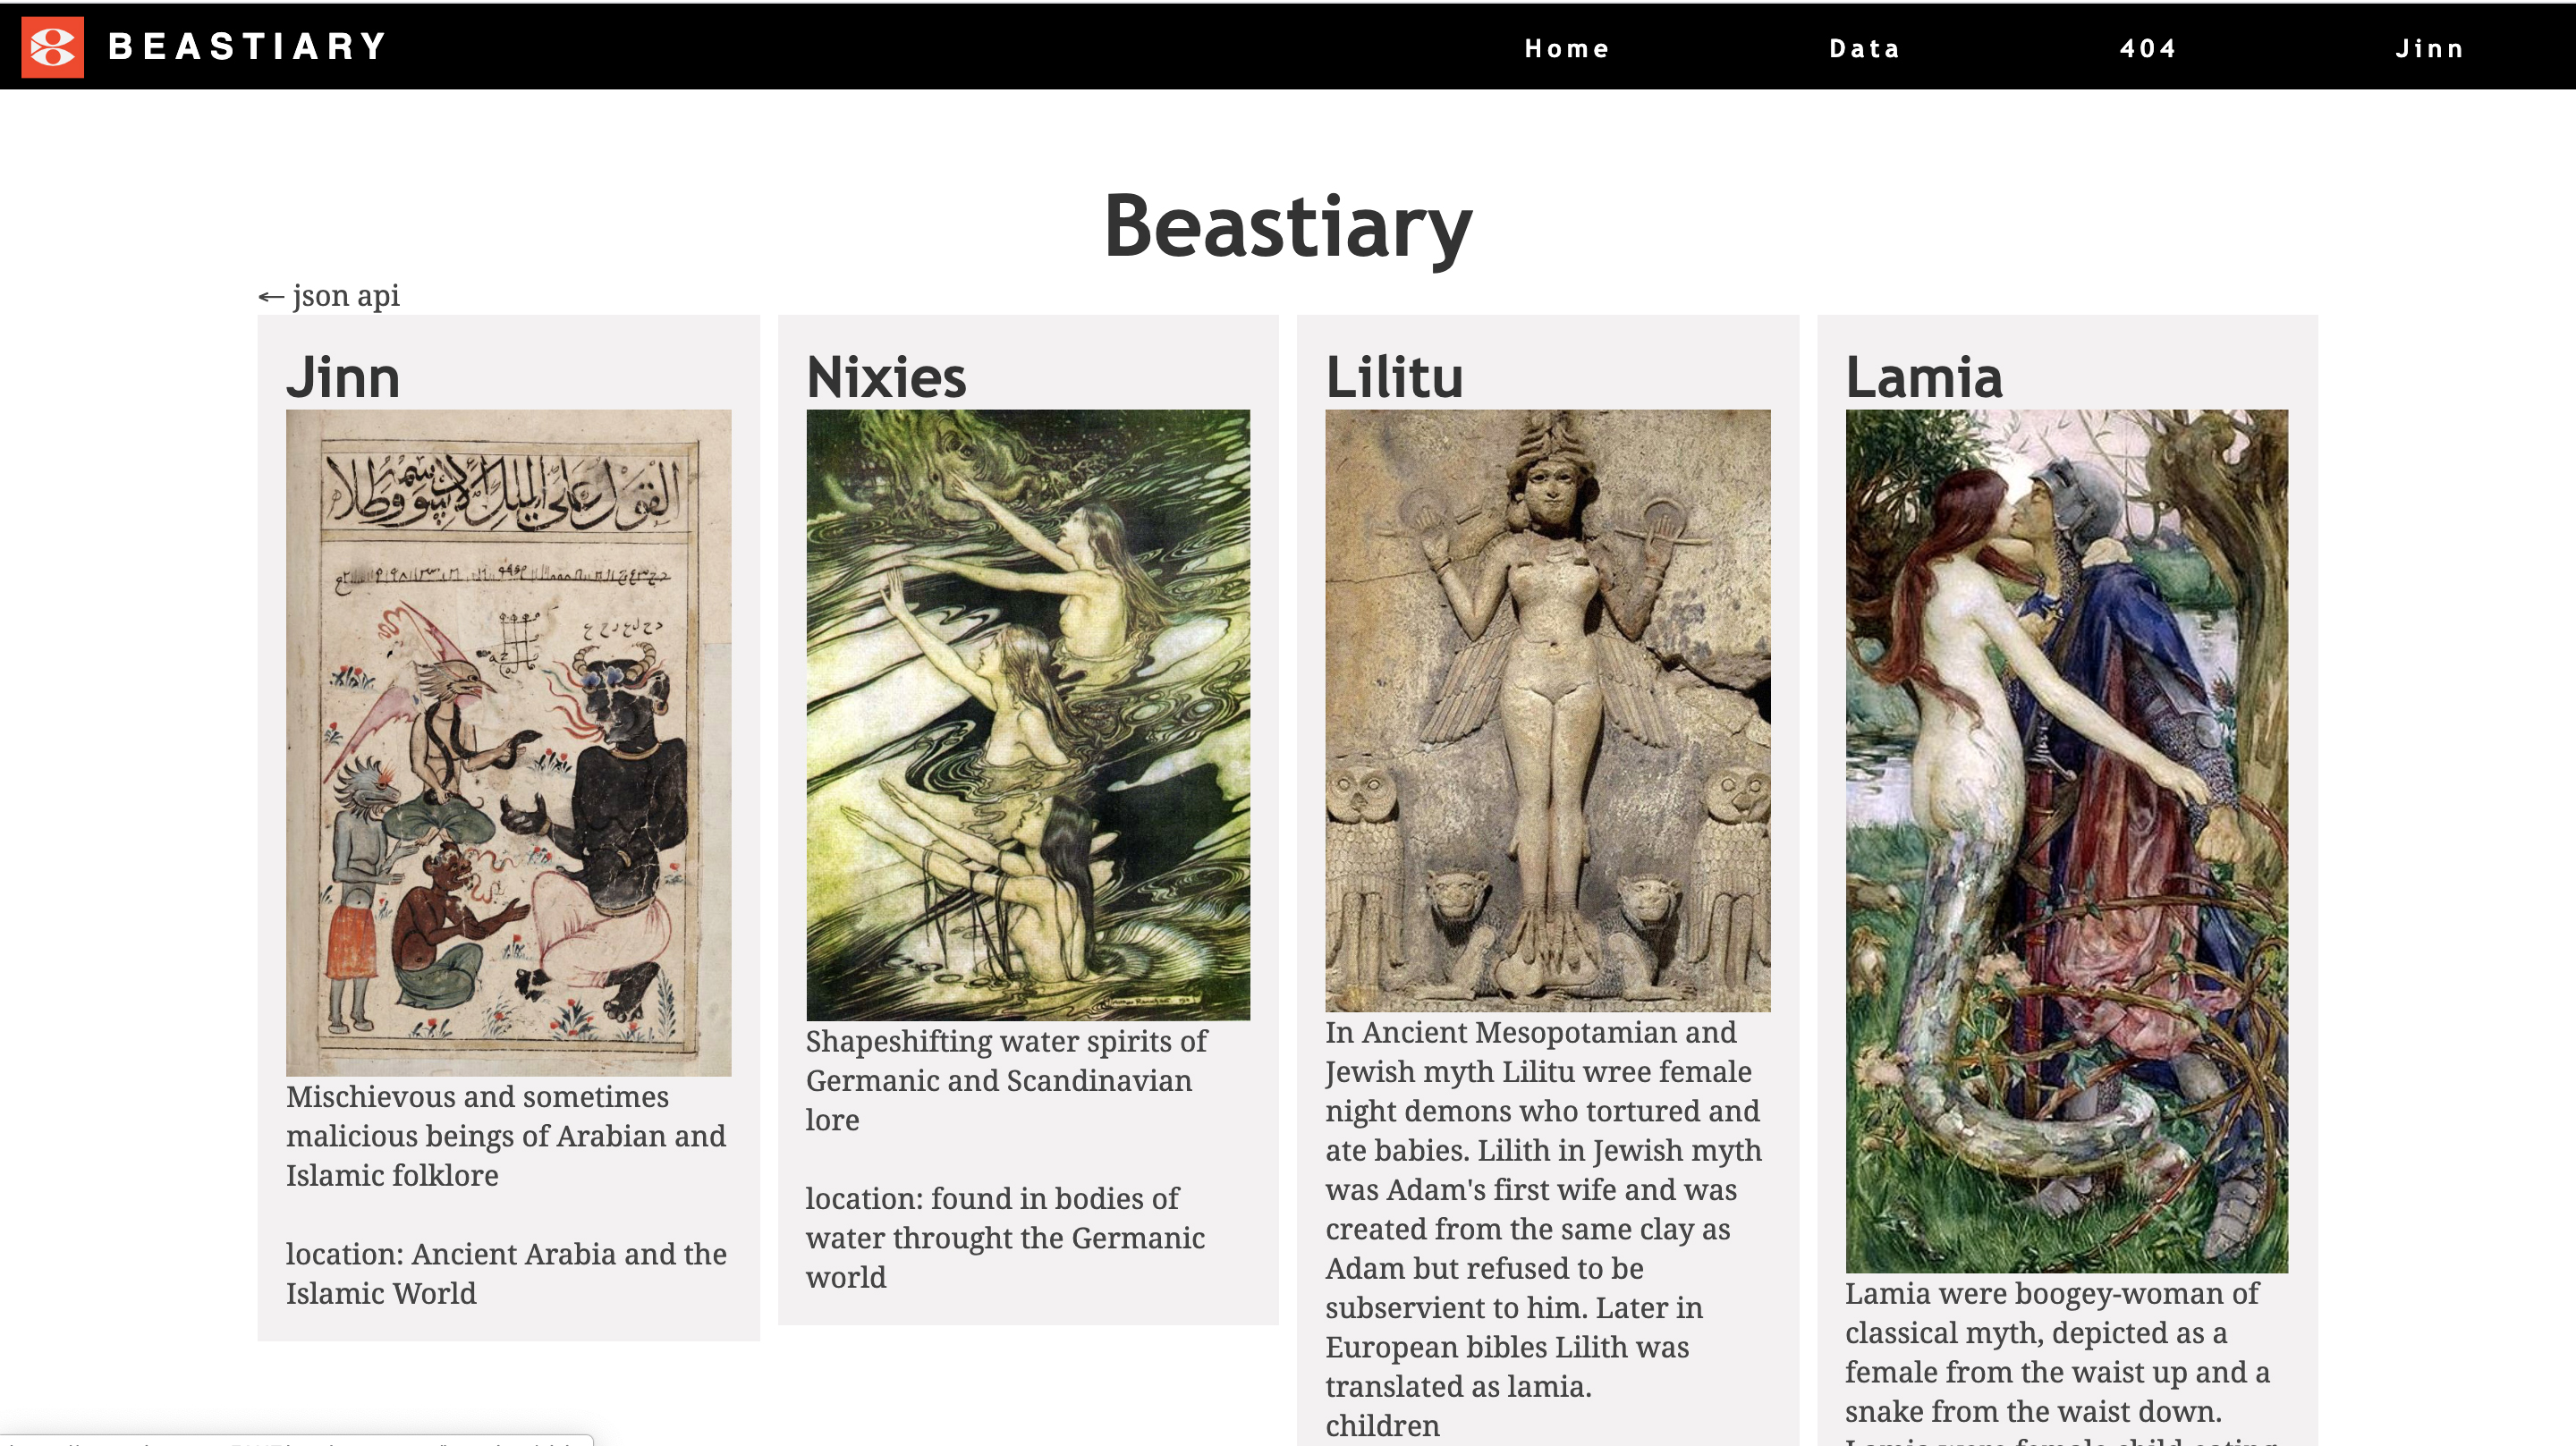 BEASTIARY
Home
Data
404
Jinn
Beastiary
← json api
Jinn
Mischievous and sometimes
malicious beings of Arabian and
Islamic folklore
location: Ancient Arabia and the
Islamic World
Nixies
Shapeshifting water spirits of
Germanic and Scandinavian
lore
location: found in bodies of
water throught the Germanic
world
Lilitu
In Ancient Mesopotamian and
Jewish myth Lilitu wree female
night demons who tortured and
ate babies. Lilith in Jewish myth
was Adam's first wife and was
created from the same clay as
Adam but refused to be
subservient to him. Later in
European bibles Lilith was
translated as lamia.
children
Lamia
Lamia were boogey-woman of
classical myth, depicted as a
female from the waist up and a
snake from the waist down.